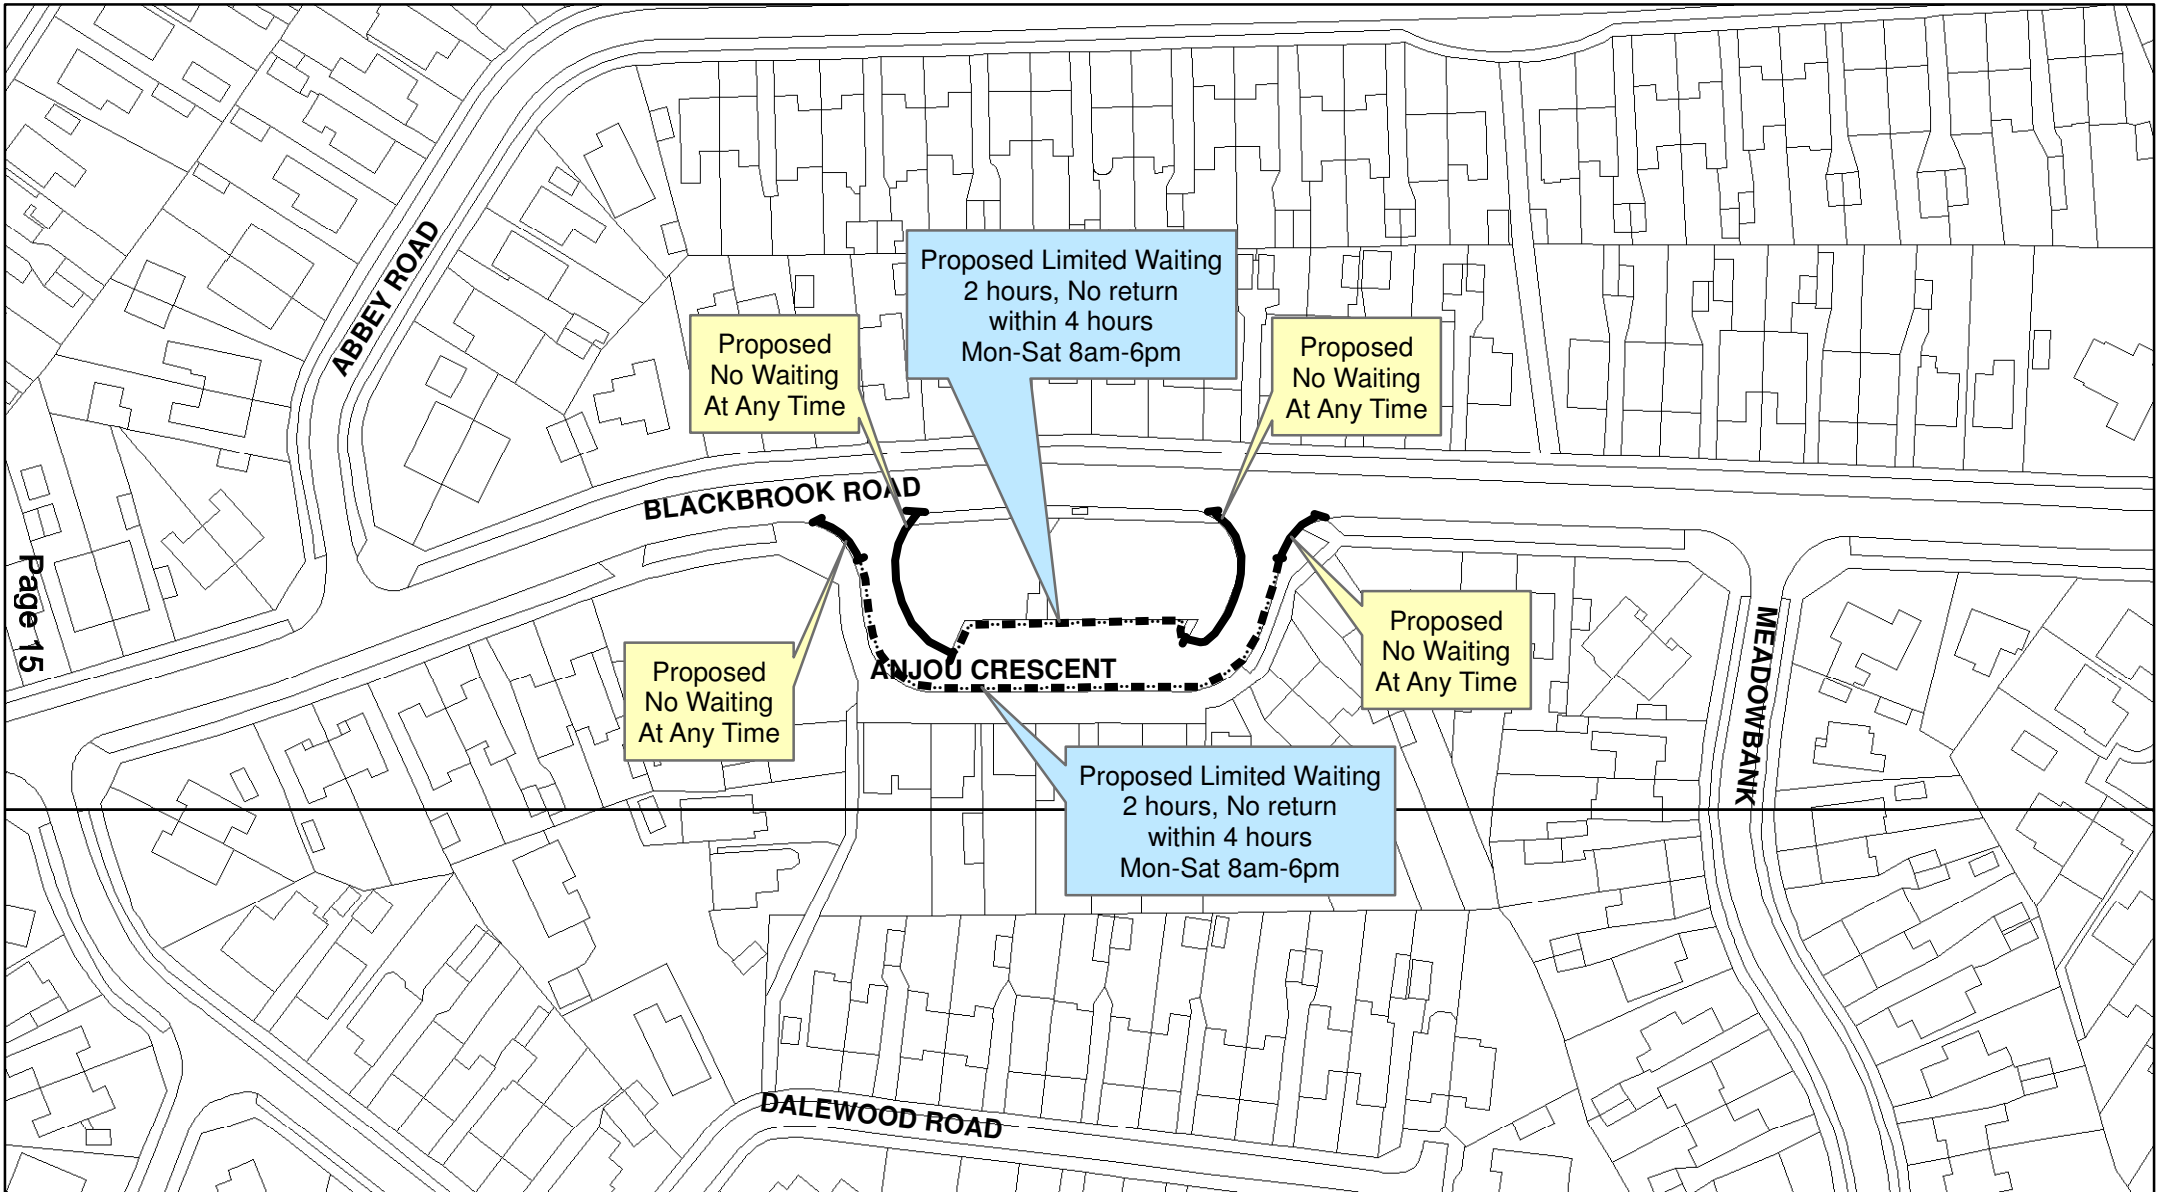 ABBEY ROAD
Proposed Limited Waiting
2 hours, No return
within 4 hours
Mon-Sat 8am-6pm
Proposed
No Waiting
At Any Time
Proposed
No Waiting
At Any Time
BLACKBROOK ROAD
Page 15
Proposed
No Waiting
At Any Time
ANJOU CRESCENT
Proposed
No Waiting
At Any Time
MEADOWBANK
Proposed Limited Waiting
2 hours, No return
within 4 hours
Mon-Sat 8am-6pm
DALEWOOD ROAD